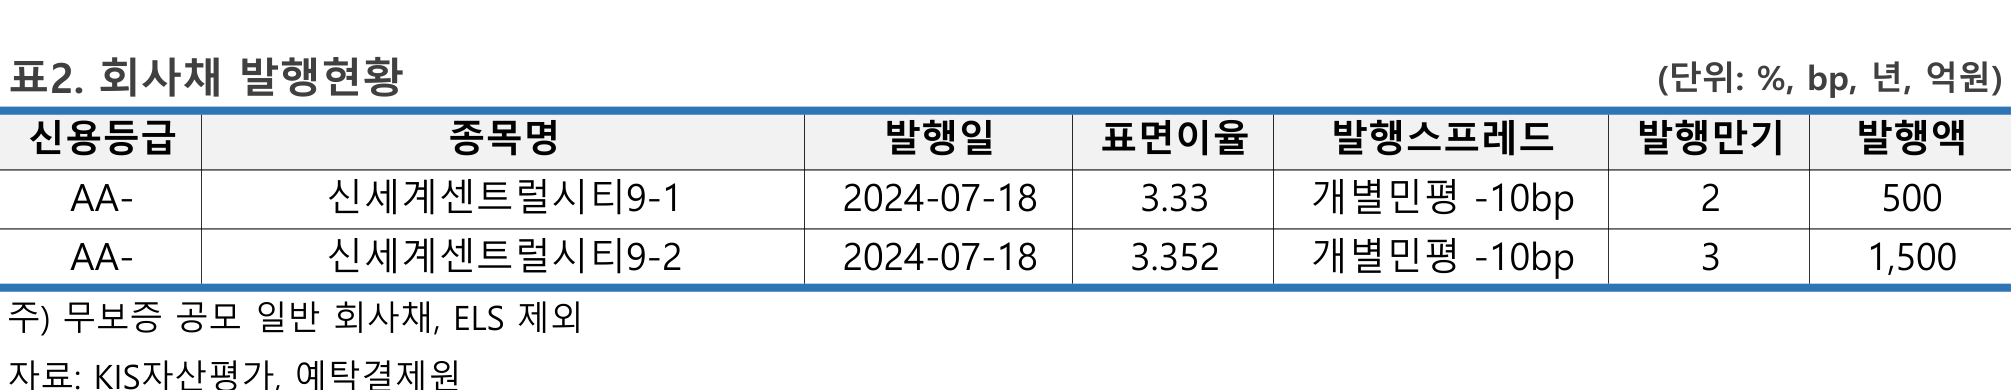 표2. 회사채 발행현황 (단위: %, bp, 년, 억원)
신용등급 종목명 발행일 표면이율 발행스프레드 발행만기 발행액
AA- 신세계센트럴시티9-1 2024-07-18 3.33 개별민평 -10bp 2 500
AA- 신세계센트럴시티9-2 2024-07-18 3.352 개별민평 -10bp 3 1,500
주) 무보증 공모 일반 회사채, ELS 제외
자료: KIS자산평가, 예탁결제원